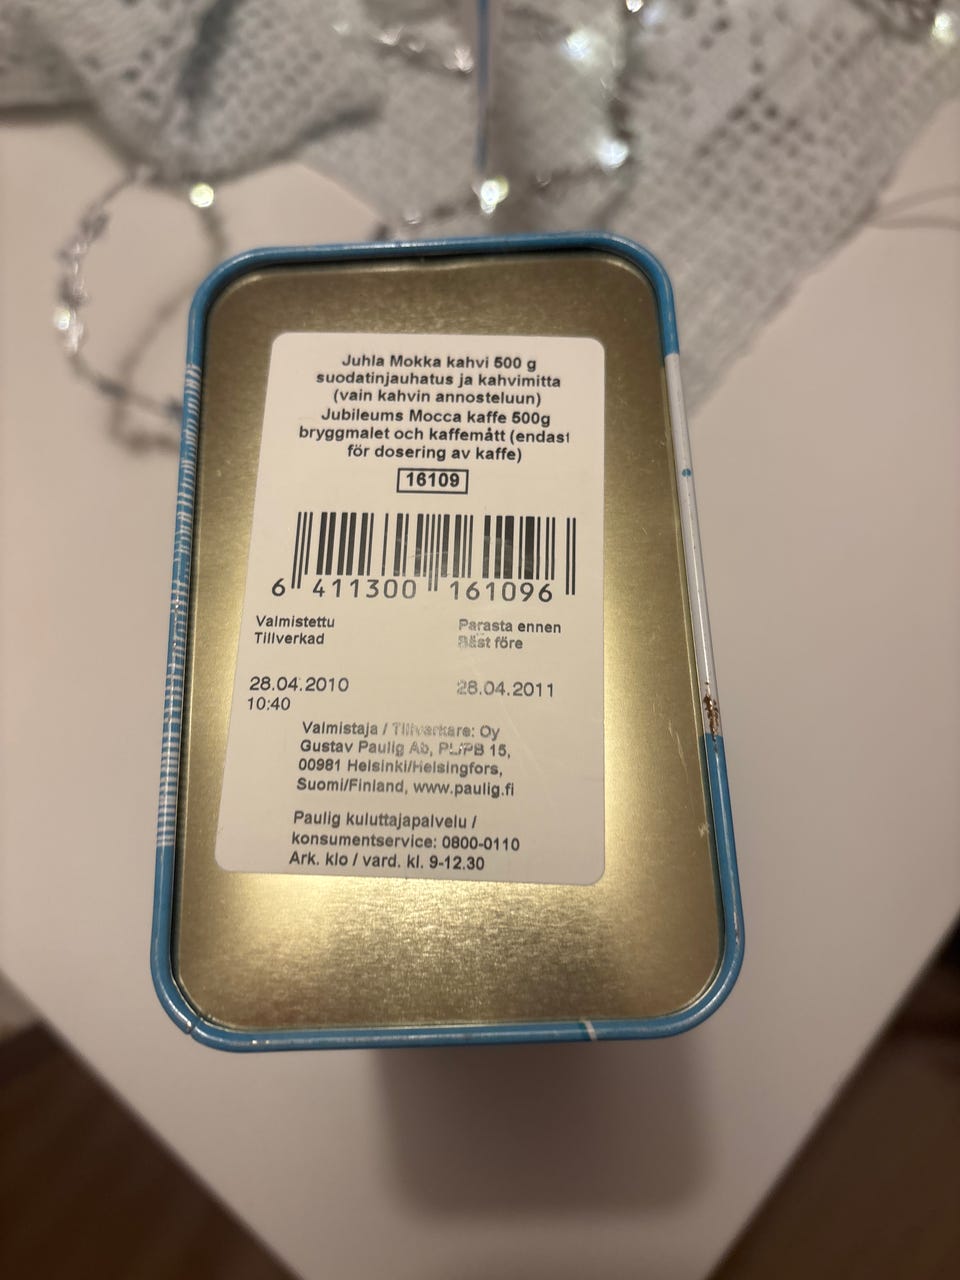 Juhla Mokka kahvi 500 g
suodatinjauhatus ja kahvimitta
(vain kahvin annosteluun)
Jubileums Mocca kaffe 500g
bryggmalet och kaffemått (endast
för dosering av kaffe)
16109
6 411300 161096
Valmistettu
Tillverkad
Parasta ennen
Bäst före
28.04.2010
10:40
28.04.2011
Valmistaja / Tillverkare: Oy
Gustav Paulig Ab, PL/PB 15,
00981 Helsinki/Helsingfors,
Suomi/Finland, www.paulig.fi
Paulig kuluttajapalvelu /
konsumentservice: 0800-0110
Ark. klo / vard. kl. 9-12.30